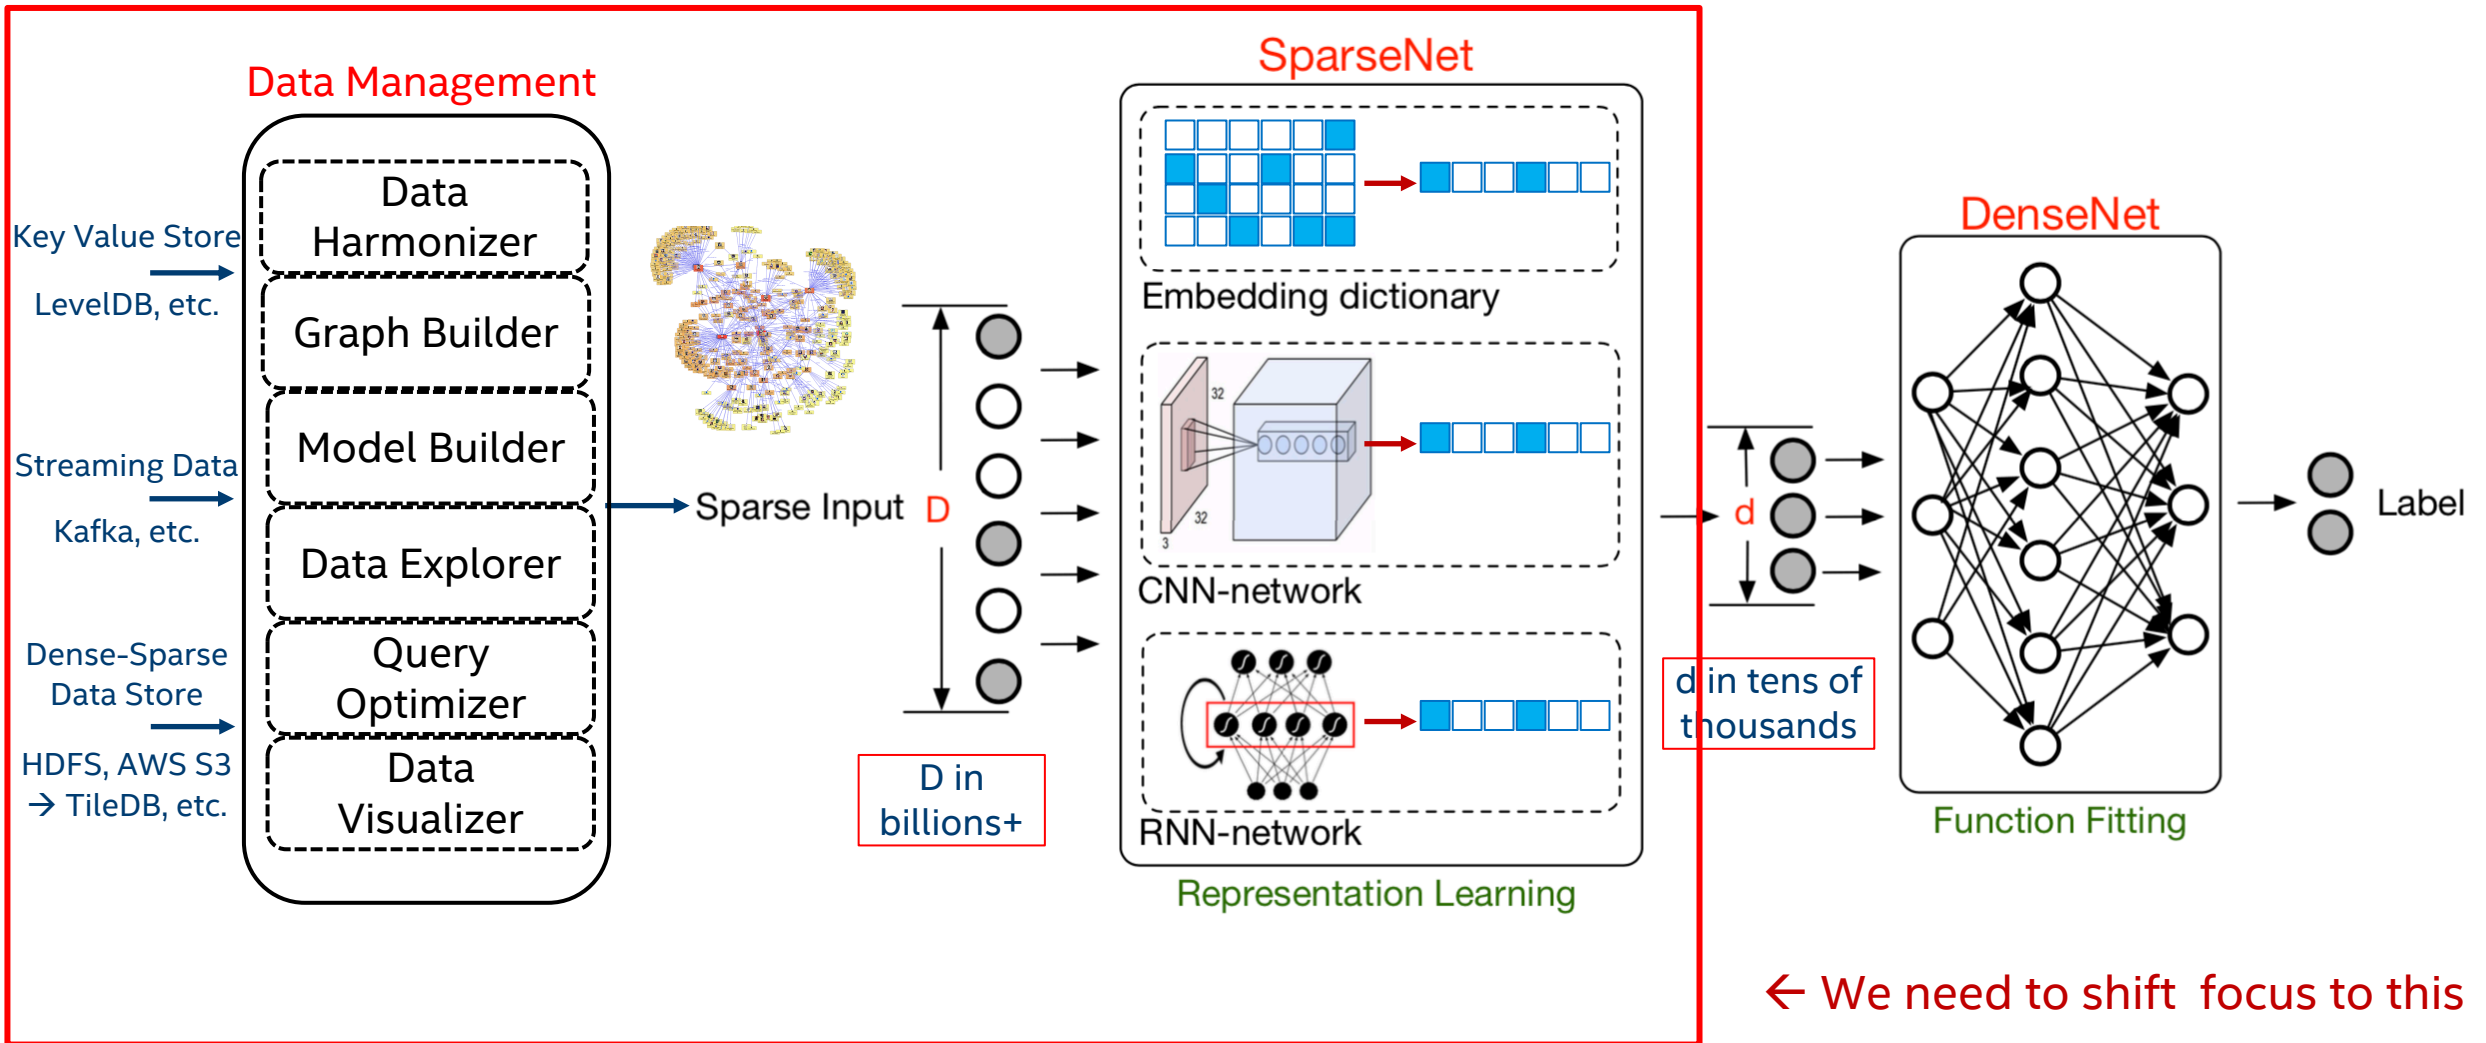 Data Management
Data
Harmonizer
Graph Builder
Model Builder
Data Explorer
Query
Optimizer
Data
Visualizer
Key Value Store
LevelDB, etc.
Streaming Data
Kafka, etc.
Dense-Sparse
Data Store
HDFS, AWS S3
→ TileDB, etc.
Sparse Input
D
D in
billions+
SparseNet
Embedding dictionary
32
32
3
CNN-network
RNN-network
Representation Learning
d
d in tens of
thousands
DenseNet
Function Fitting
Label
← We need to shift focus to this